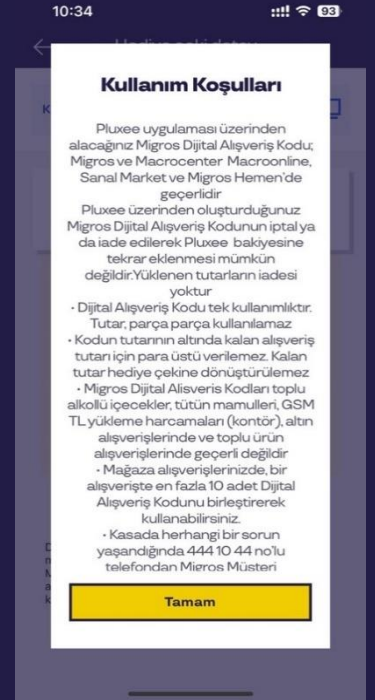 10:34
93
Kullanım Koşulları
Pluxee uygulaması üzerinden
alacağınız Migros Dijital Alışveriş Kodu;
Migros ve Macrocenter Macroonline,
Sanal Market ve Migros Hemen'de
geçerlidir
Pluxee üzerinden oluşturduğunuz
Migros Dijital Alışveriş Kodunun iptal ya
da iade edilerek Pluxee bakiyesine
tekrar eklenmesi mümkün
değildir.Yüklenen tutarların iadesi
yoktur
• Dijital Alışveriş Kodu tek kullanımlıktır.
Tutar, parça parça kullanılamaz
• Kodun tutarının altında kalan alışveriş
tutarı için para üstü verilemez. Kalan
tutar hediye çekine dönüştürülemez
• Migros Dijital Alisveris Kodları toplu
alkollü içecekler, tütün mamulleri, GSM
TL yükleme harcamaları (kontör), altın
alışverişlerinde ve toplu ürün
alışverişlerinde geçerli değildir
• Mağaza alışverişlerinizde, bir
alışverişte en fazla 10 adet Dijital
Alışveriş Kodunu birleştirerek
kullanabilirsiniz.
• Kasada herhangi bir sorun
yaşandığında 444 10 44 no'lu
telefondan Migros Müşteri
Tamam